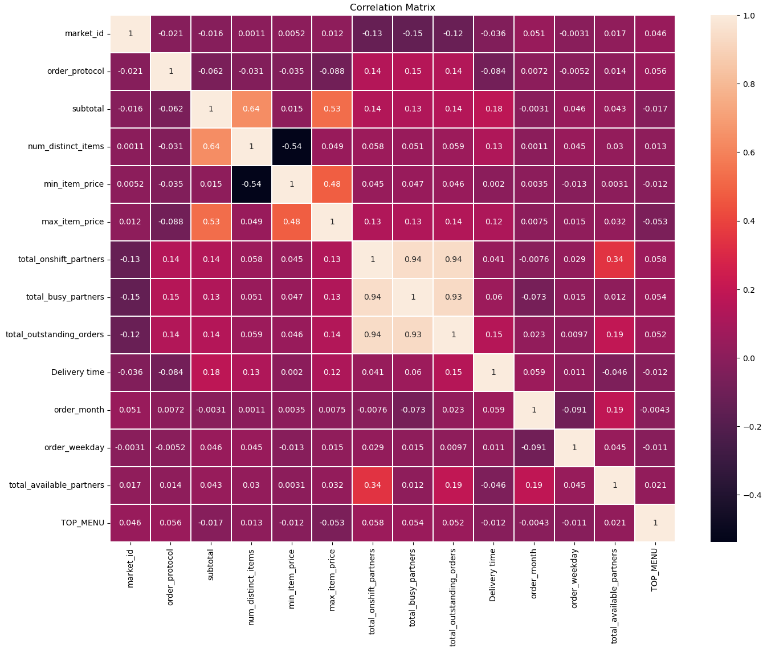 Correlation Matrix
market_id 1 -0.021 -0.016 0.0011 0.0052 0.012 -0.13 -0.15 -0.12 -0.036 0.051 -0.0031 0.017 0.046
order_protocol -0.021 1 -0.062 -0.031 -0.035 -0.088 0.14 0.15 0.14 -0.084 0.0072 -0.0052 0.014 0.056
subtotal -0.016 -0.062 1 0.64 0.015 0.53 0.14 0.13 0.14 0.18 -0.0031 0.046 0.043 -0.017
num_distinct_items 0.0011 -0.031 0.64 1 -0.54 0.049 0.058 0.051 0.059 0.13 0.0011 0.045 0.03 0.013
min_item_price 0.0052 -0.035 0.015 -0.54 1 0.48 0.045 0.047 0.046 0.002 0.0035 -0.013 0.0031 -0.012
max_item_price 0.012 -0.088 0.53 0.049 0.48 1 0.13 0.13 0.14 0.12 0.0075 0.015 0.032 -0.053
total_onshift_partners -0.13 0.14 0.14 0.058 0.045 0.13 1 0.94 0.94 0.041 -0.0076 0.029 0.34 0.058
total_busy_partners -0.15 0.15 0.13 0.051 0.047 0.13 0.94 1 0.93 0.06 -0.073 0.015 0.012 0.054
total_outstanding_orders -0.12 0.14 0.14 0.059 0.046 0.14 0.94 0.93 1 0.15 0.023 0.0097 0.19 0.052
Delivery time -0.036 -0.084 0.18 0.13 0.002 0.12 0.041 0.06 0.15 1 0.059 0.011 -0.046 -0.012
order_month 0.051 0.0072 -0.0031 0.0011 0.0035 0.0075 -0.0076 -0.073 0.023 0.059 1 -0.091 0.19 -0.0043
order_weekday -0.0031 -0.0052 0.046 0.045 -0.013 0.015 0.029 0.015 0.0097 0.011 -0.091 1 0.045 -0.011
total_available_partners 0.017 0.014 0.043 0.03 0.0031 0.032 0.34 0.012 0.19 -0.046 0.19 0.045 1 0.021
TOP_MENU 0.046 0.056 -0.017 0.013 -0.012 -0.053 0.058 0.054 0.052 -0.012 -0.0043 -0.011 0.021 1
market_id
order_protocol
subtotal
num_distinct_items
min_item_price
max_item_price
total_onshift_partners
total_busy_partners
total_outstanding_orders
Delivery time
order_month
order_weekday
total_available_partners
TOP_MENU
1.0
0.8
0.6
0.4
0.2
0.0
−0.2
−0.4